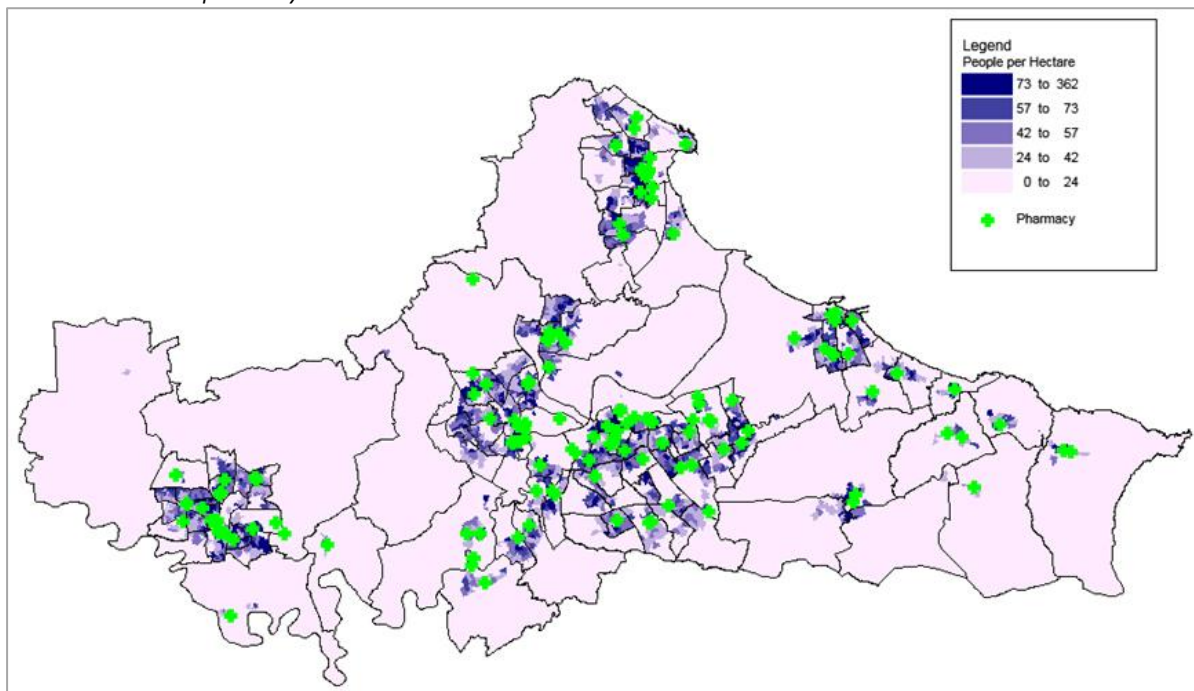 Legend
People per Hectare
73 to 362
57 to 73
42 to 57
24 to 42
0 to 24
Pharmacy